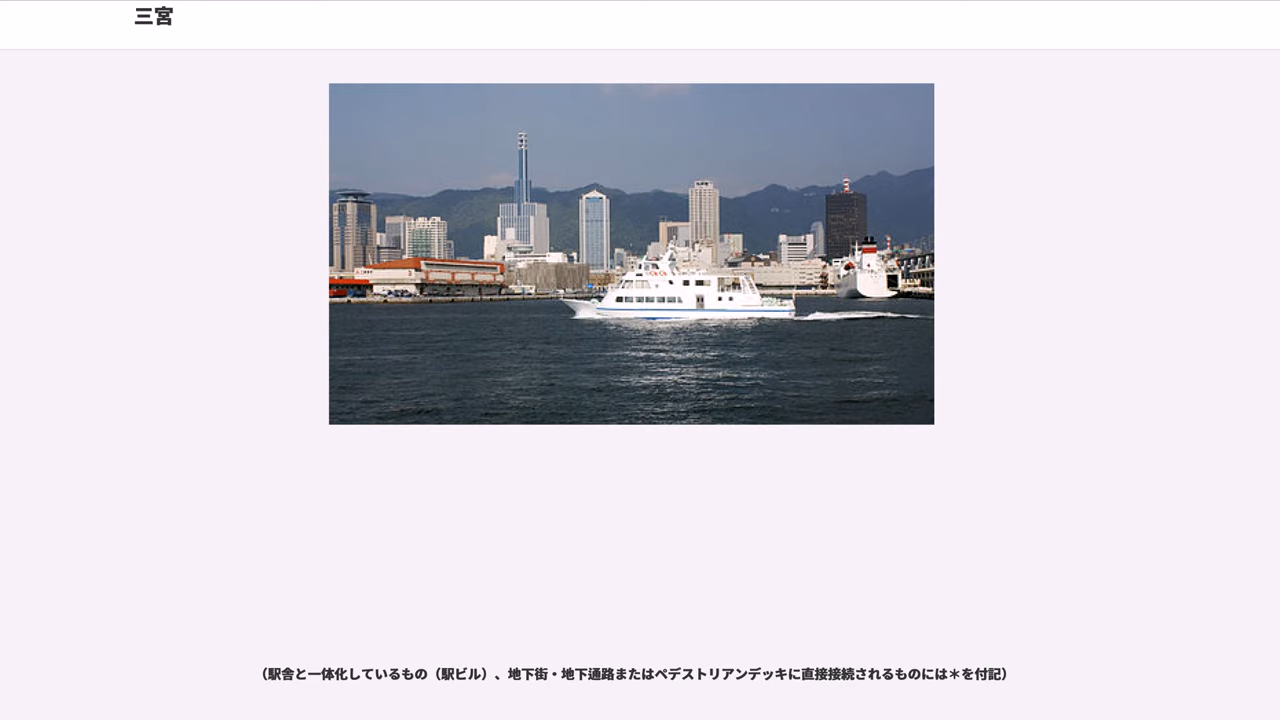 三宮
（駅舎と一体化しているもの（駅ビル）、地下街・地下通路またはペデストリアンデッキに直接接続されるものには＊を付記）